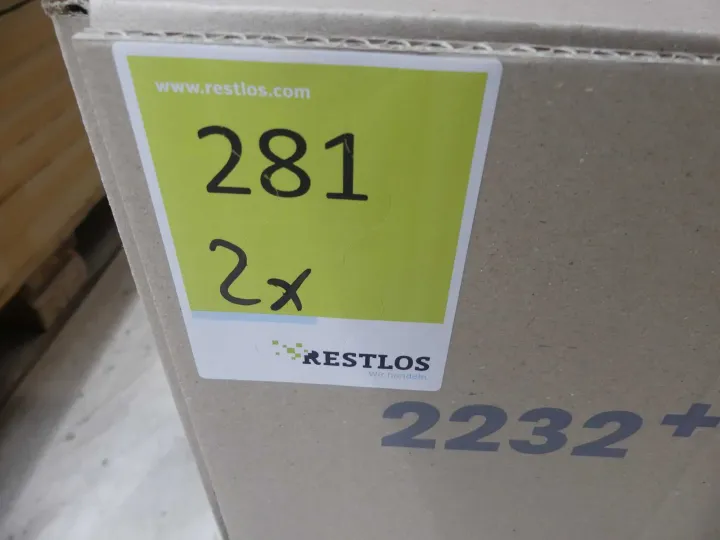 www.restlos.com
281
2x
RESTLOS
Wir handeln.
2232+